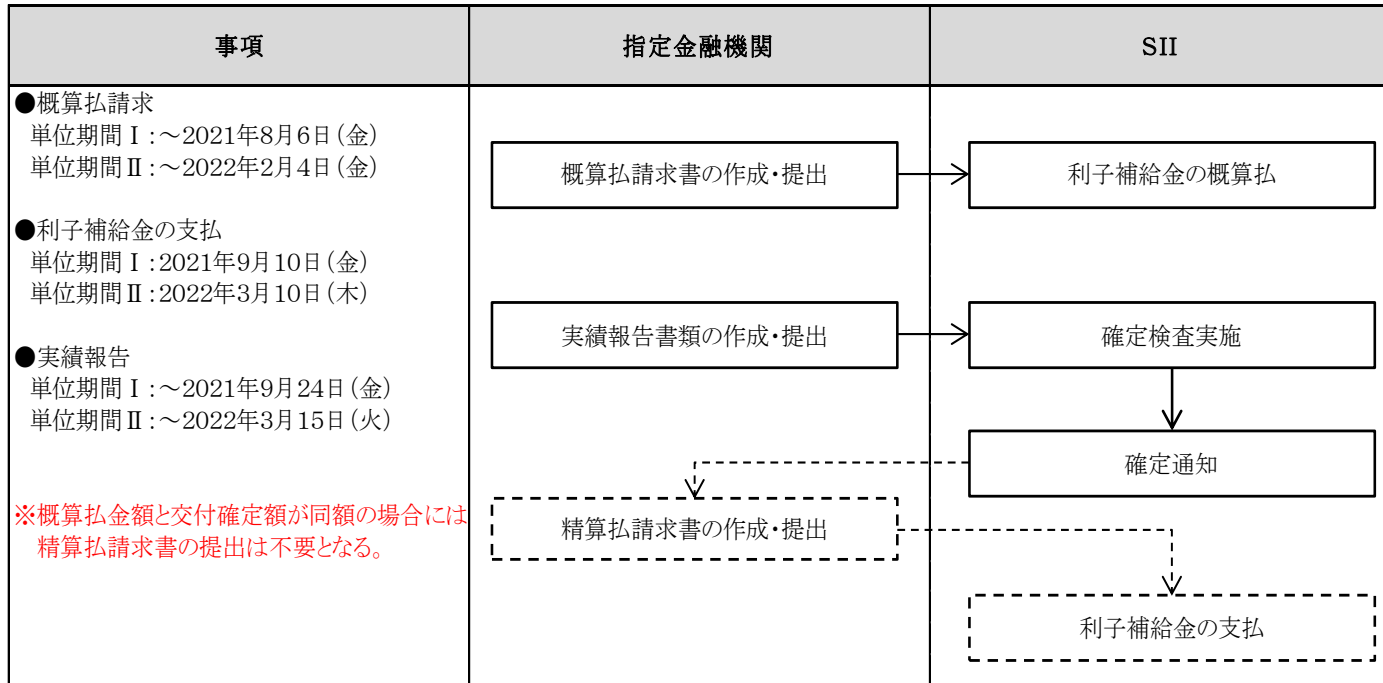 事項
指定金融機関
SII
●概算払請求
単位期間Ⅰ:～2021年8月6日(金)
単位期間Ⅱ:～2022年2月4日(金)
●利子補給金の支払
単位期間Ⅰ:2021年9月10日(金)
単位期間Ⅱ:2022年3月10日(木)
●実績報告
単位期間Ⅰ:～2021年9月24日(金)
単位期間Ⅱ:～2022年3月15日(火)
※概算払金額と交付確定額が同額の場合には
精算払請求書の提出は不要となる。
概算払請求書の作成・提出
利子補給金の概算払
実績報告書類の作成・提出
確定検査実施
確定通知
精算払請求書の作成・提出
利子補給金の支払